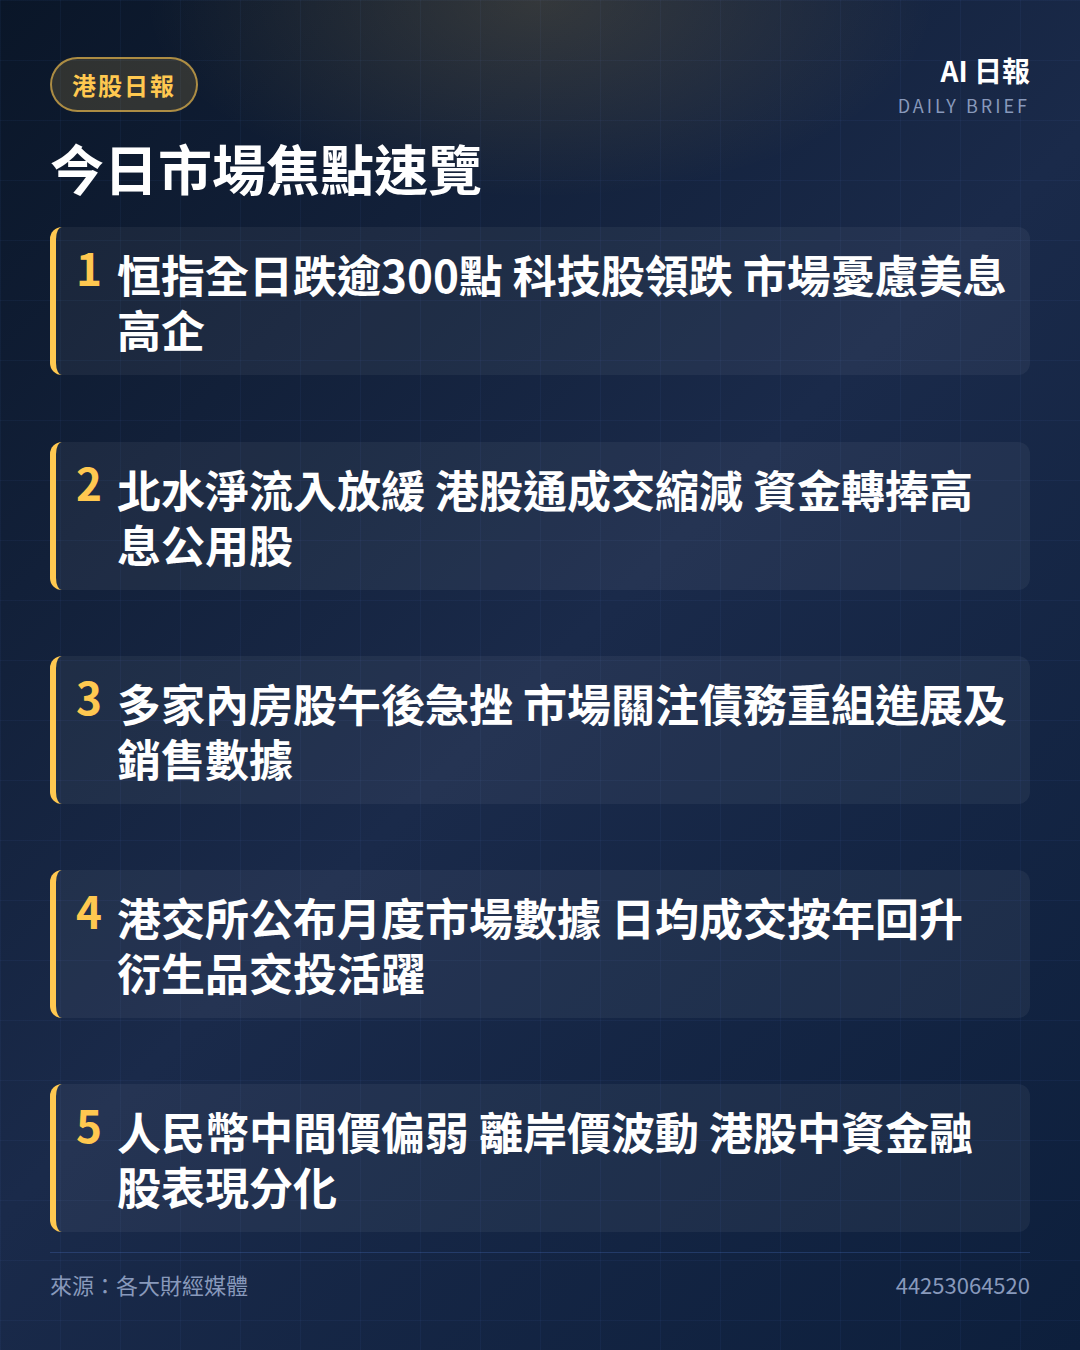 港股日報
AI 日報
DAILY BRIEF
今日市場焦點速覽
1 恒指全日跌逾300點 科技股領跌 市場憂慮美息
高企
2 北水淨流入放緩 港股通成交縮減 資金轉捧高
息公用股
3 多家內房股午後急挫 市場關注債務重組進展及
銷售數據
4 港交所公布月度市場數據 日均成交按年回升
衍生品交投活躍
5 人民幣中間價偏弱 離岸價波動 港股中資金融
股表現分化
來源：各大財經媒體
44253064520